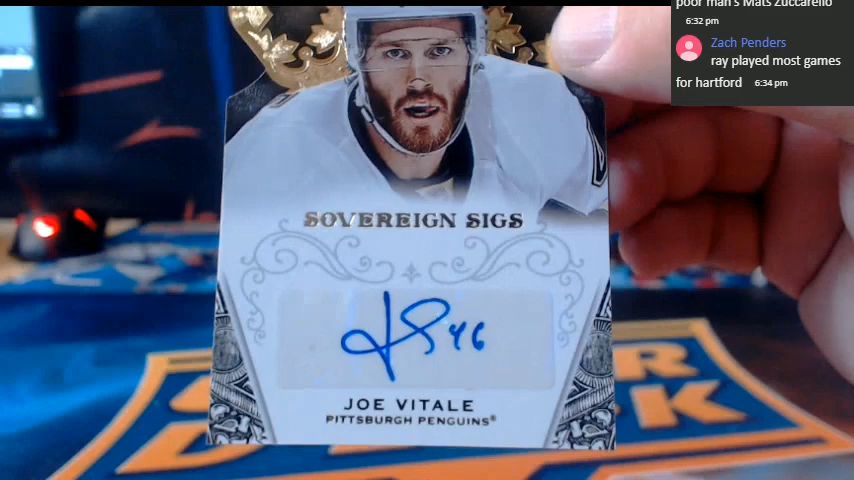 poor man's Mats Zuccarello
6:32 pm
Zach Penders
ray played most games
for hartford 6:34 pm
SOVEREIGN SIGS
46
JOE VITALE
PITTSBURGH PENGUINS®